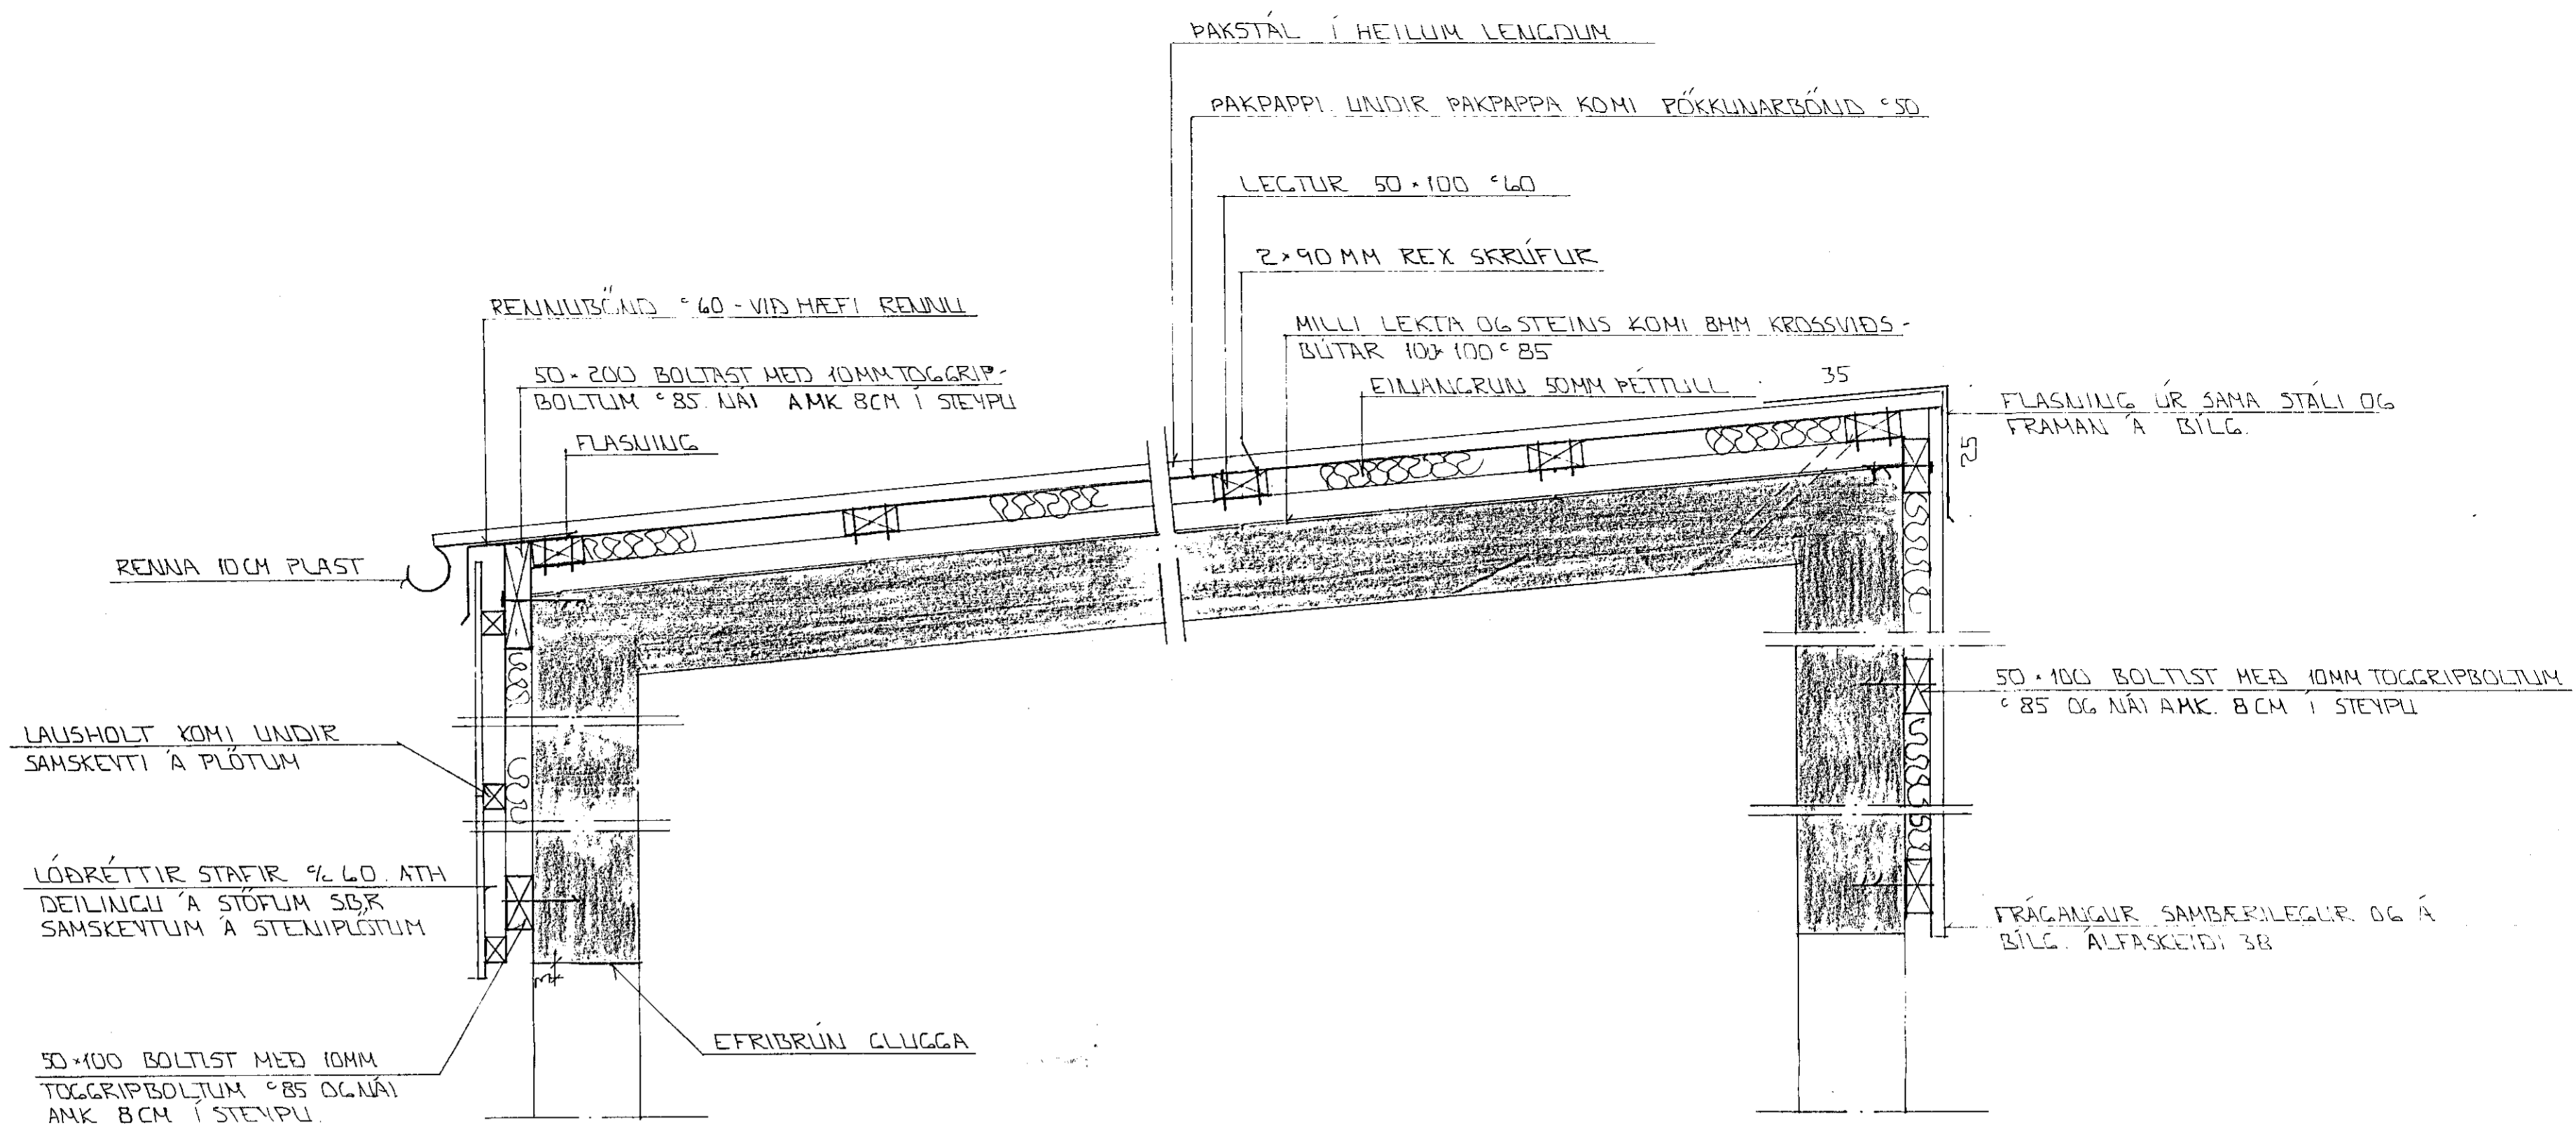 ÞAKSTÁL Í HEILUM LENGDUM
ÞAKPAPPI. UNDIR ÞAKPAPPA KOMI PÖKKUNARBÖND ᶜ50
LEGTUR 50×100 ᶜ60
2×90 MM REX SKRÚFUR
RENNUBÖND ᶜ60 - VIÐ HÆFI RENNU
MILLI LEKTA OG STEINS KOMI 8MM KROSSVIÐS-
BÚTAR 100×100 ᶜ85
50×200 BOLTAST MEÐ 10MM TOGGRIP-
BOLTUM ᶜ85. NÁI AMK 8CM Í STEYPU
EINANGRUN 50MM ÞÉTTULL
35
FLASNING ÚR SAMA STÁLI OG
FRAMAN Á BÍLG.
25
FLASNING
RENNA 10CM PLAST
50×100 BOLTIST MEÐ 10MM TOGGRIPBOLTUM
ᶜ85 OG NÁI AMK. 8CM Í STEYPU
LAUSHOLT KOMI UNDIR
SAMSKEYTI Á PLÖTUM
LÓÐRÉTTIR STAFIR c/c 60. ATH
DEILINGU Á STÖFUM SBR
SAMSKEYTUM Á STENIPLÖTUM
FRÁGANGUR SAMBÆRILEGUR OG Á
BÍLG. ÁLFASKEIÐI 38
EFRIBRÚN GLUGGA
50×100 BOLTIST MEÐ 10MM
TOGGRIPBOLTUM ᶜ85 OG NÁI
AMK 8CM Í STEYPU.